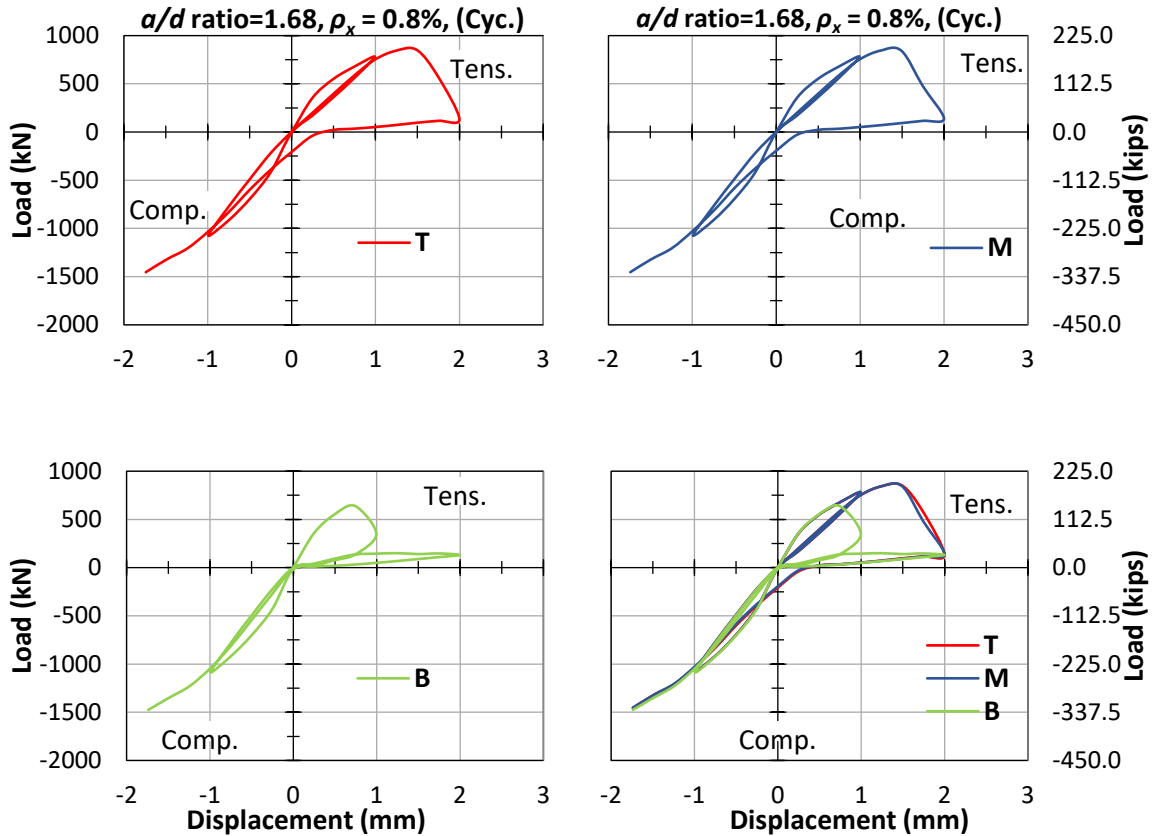 a/d ratio=1.68, ρx = 0.8%, (Cyc.)
1000
500
0
-500
-1000
-1500
-2000
Load (kN)
Tens.
Comp.
T
-2 -1 0 1 2 3
a/d ratio=1.68, ρx = 0.8%, (Cyc.)
225.0
112.5
0.0
-112.5
-225.0
-337.5
-450.0
Load (kips)
Tens.
Comp.
M
-2 -1 0 1 2 3
1000
500
0
-500
-1000
-1500
-2000
Load (kN)
Tens.
B
Comp.
-2 -1 0 1 2 3
Displacement (mm)
225.0
112.5
0.0
-112.5
-225.0
-337.5
-450.0
Load (kips)
Tens.
T
M
B
Comp.
-2 -1 0 1 2 3
Displacement (mm)